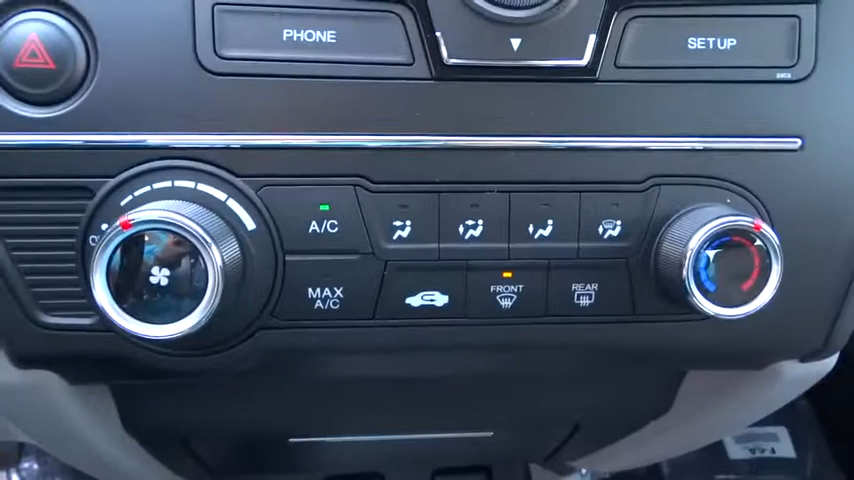 PHONE
SETUP
A/C
MAX
A/C
FRONT
REAR